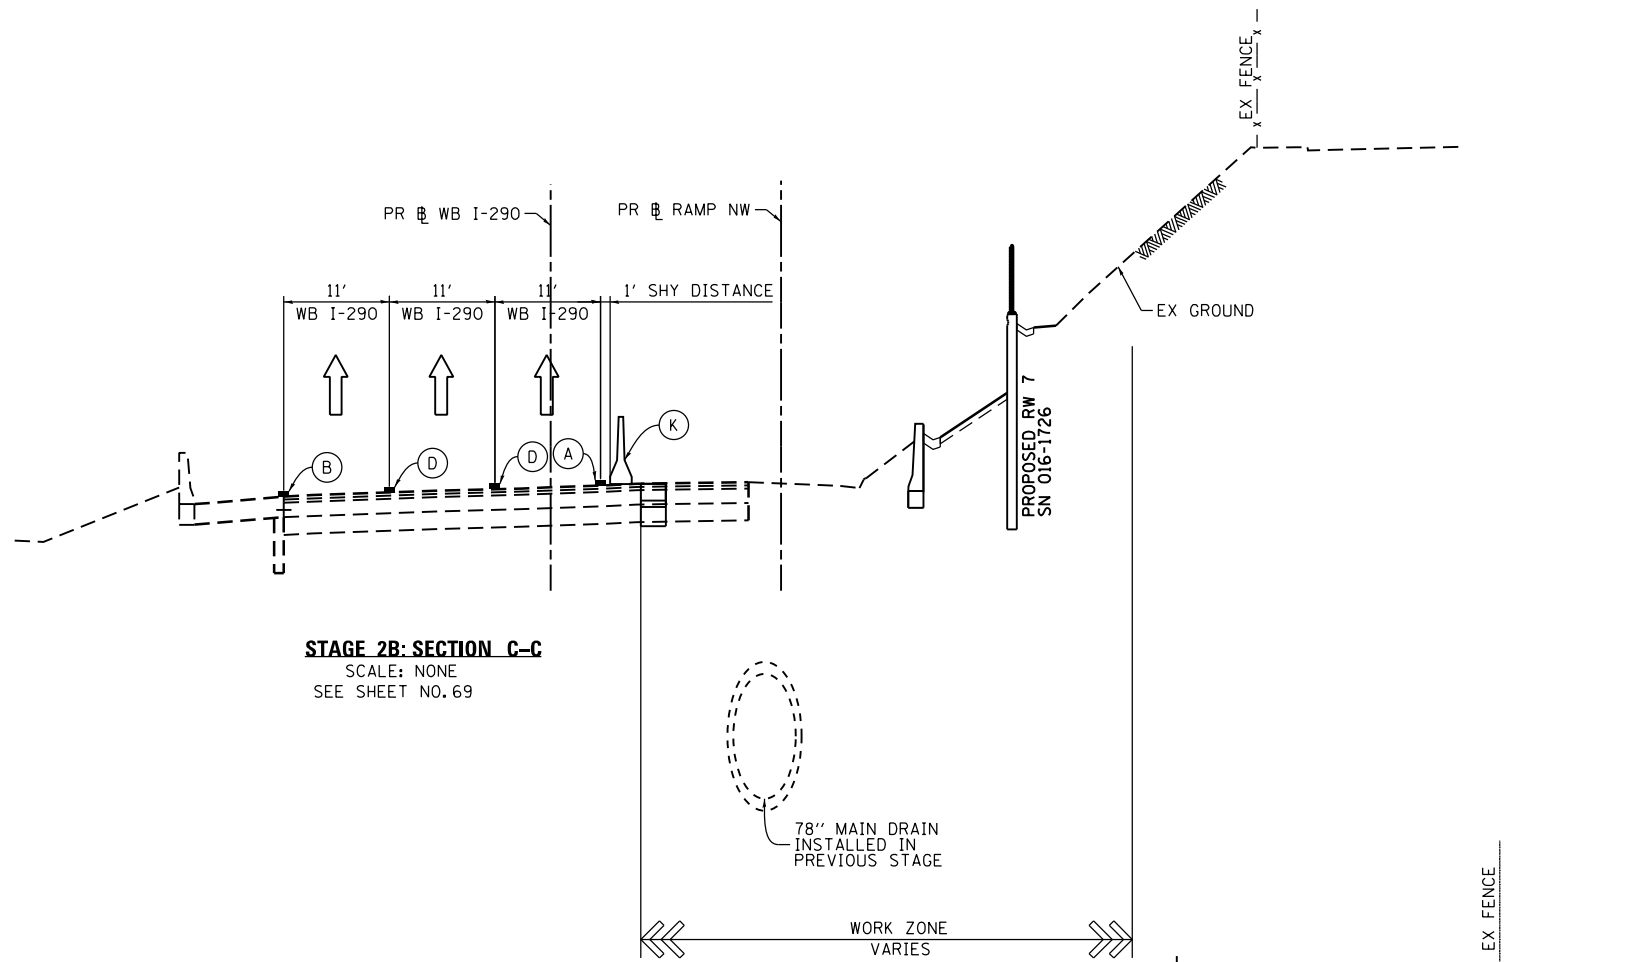 EX FENCE
PR ⅊ WB I-290
PR ⅊ RAMP NW
11' 11' 11' 1' SHY DISTANCE
WB I-290 WB I-290 WB I-290
EX GROUND
PROPOSED RW 7
SN 016-1726
K
B D D A
STAGE 2B: SECTION C-C
SCALE: NONE
SEE SHEET NO. 69
78'' MAIN DRAIN
INSTALLED IN
PREVIOUS STAGE
EX FENCE
WORK ZONE
VARIES